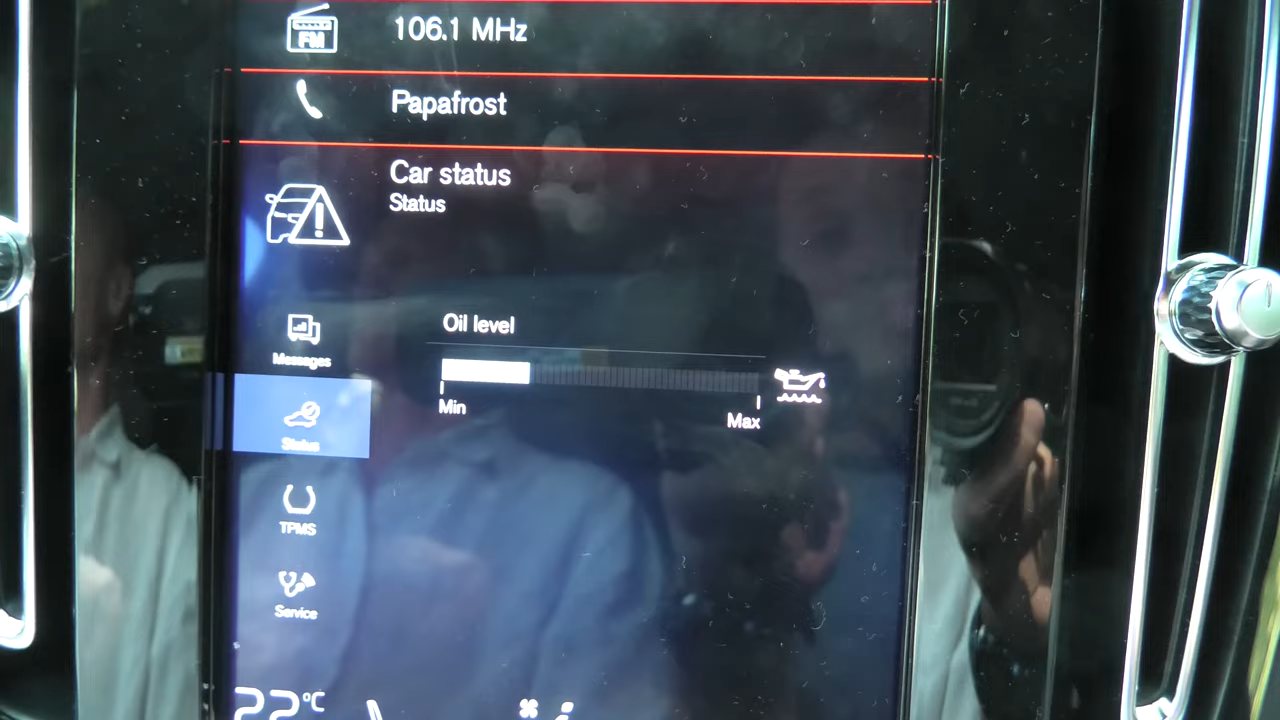 FM
106.1 MHz
Papafrost
Car status
Status
Oil level
Min
Max
Messages
Status
TPMS
Service
22°C